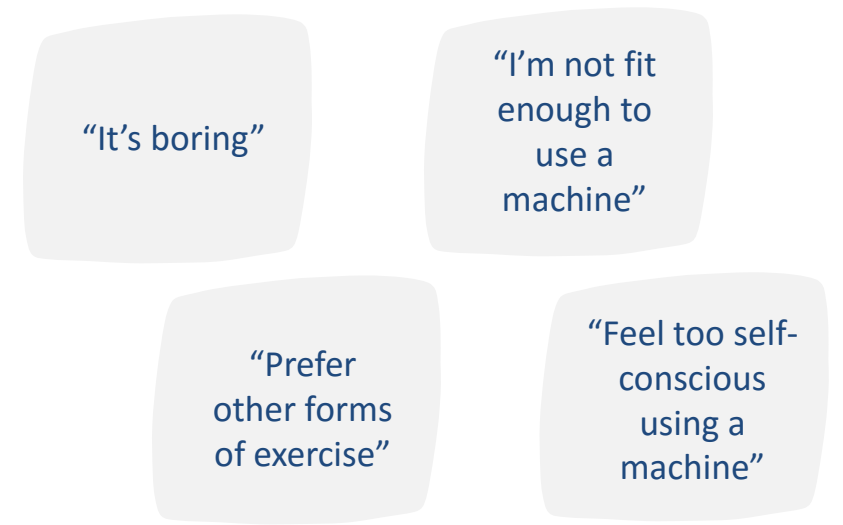 “It’s boring”
“I’m not fit
enough to
use a
machine”
“Prefer
other forms
of exercise”
“Feel too self-
conscious
using a
machine”